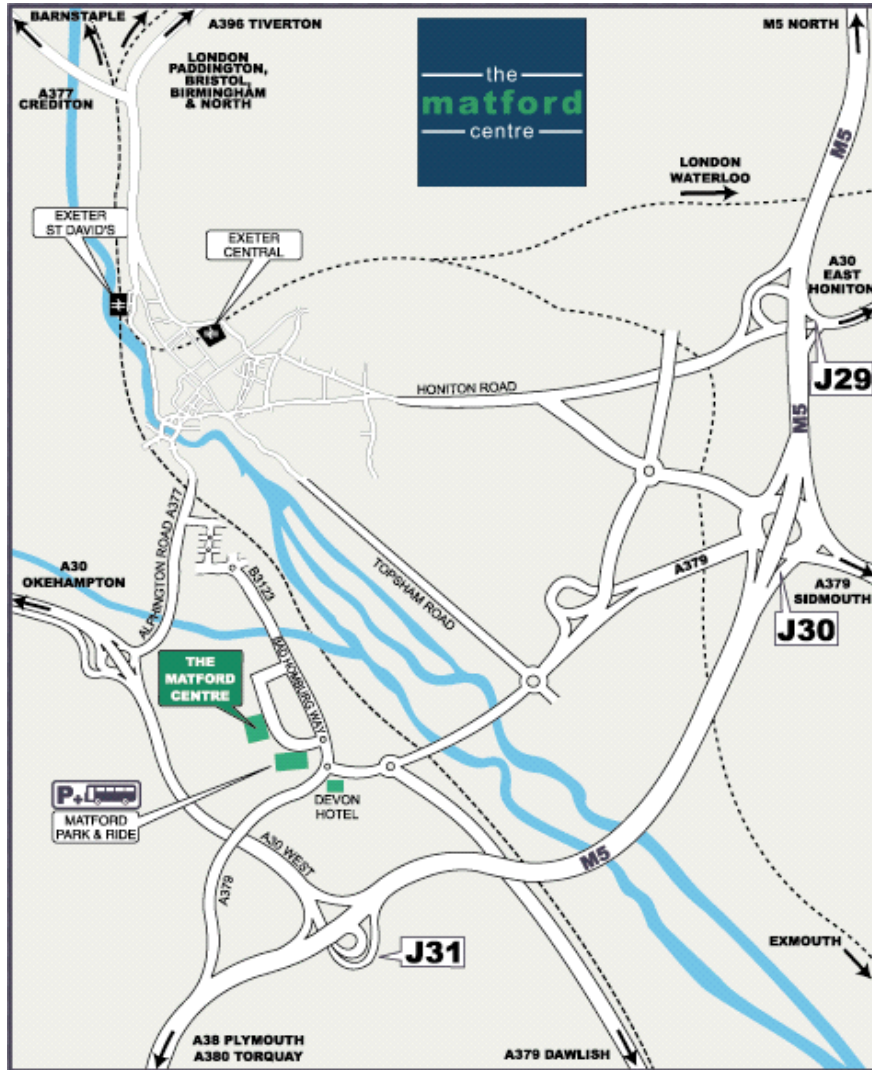 BARNSTAPLE
A396 TIVERTON
M5 NORTH
LONDON
PADDINGTON,
BRISTOL,
BIRMINGHAM
& NORTH
A377
CREDITON
the
matford
centre
M5
LONDON
WATERLOO
EXETER
ST DAVID'S
EXETER
CENTRAL
A30
EAST
HONITON
J29
HONITON ROAD
M5
ALPHINGTON ROAD A377
A30
OKEHAMPTON
B3123
TOPSHAM ROAD
A379
A379
SIDMOUTH
J30
THE
MATFORD
CENTRE
BAD HOMBURG WAY
P+
MATFORD
PARK & RIDE
DEVON
HOTEL
A30 WEST
A379
M5
J31
EXMOUTH
A38 PLYMOUTH
A380 TORQUAY
A379 DAWLISH